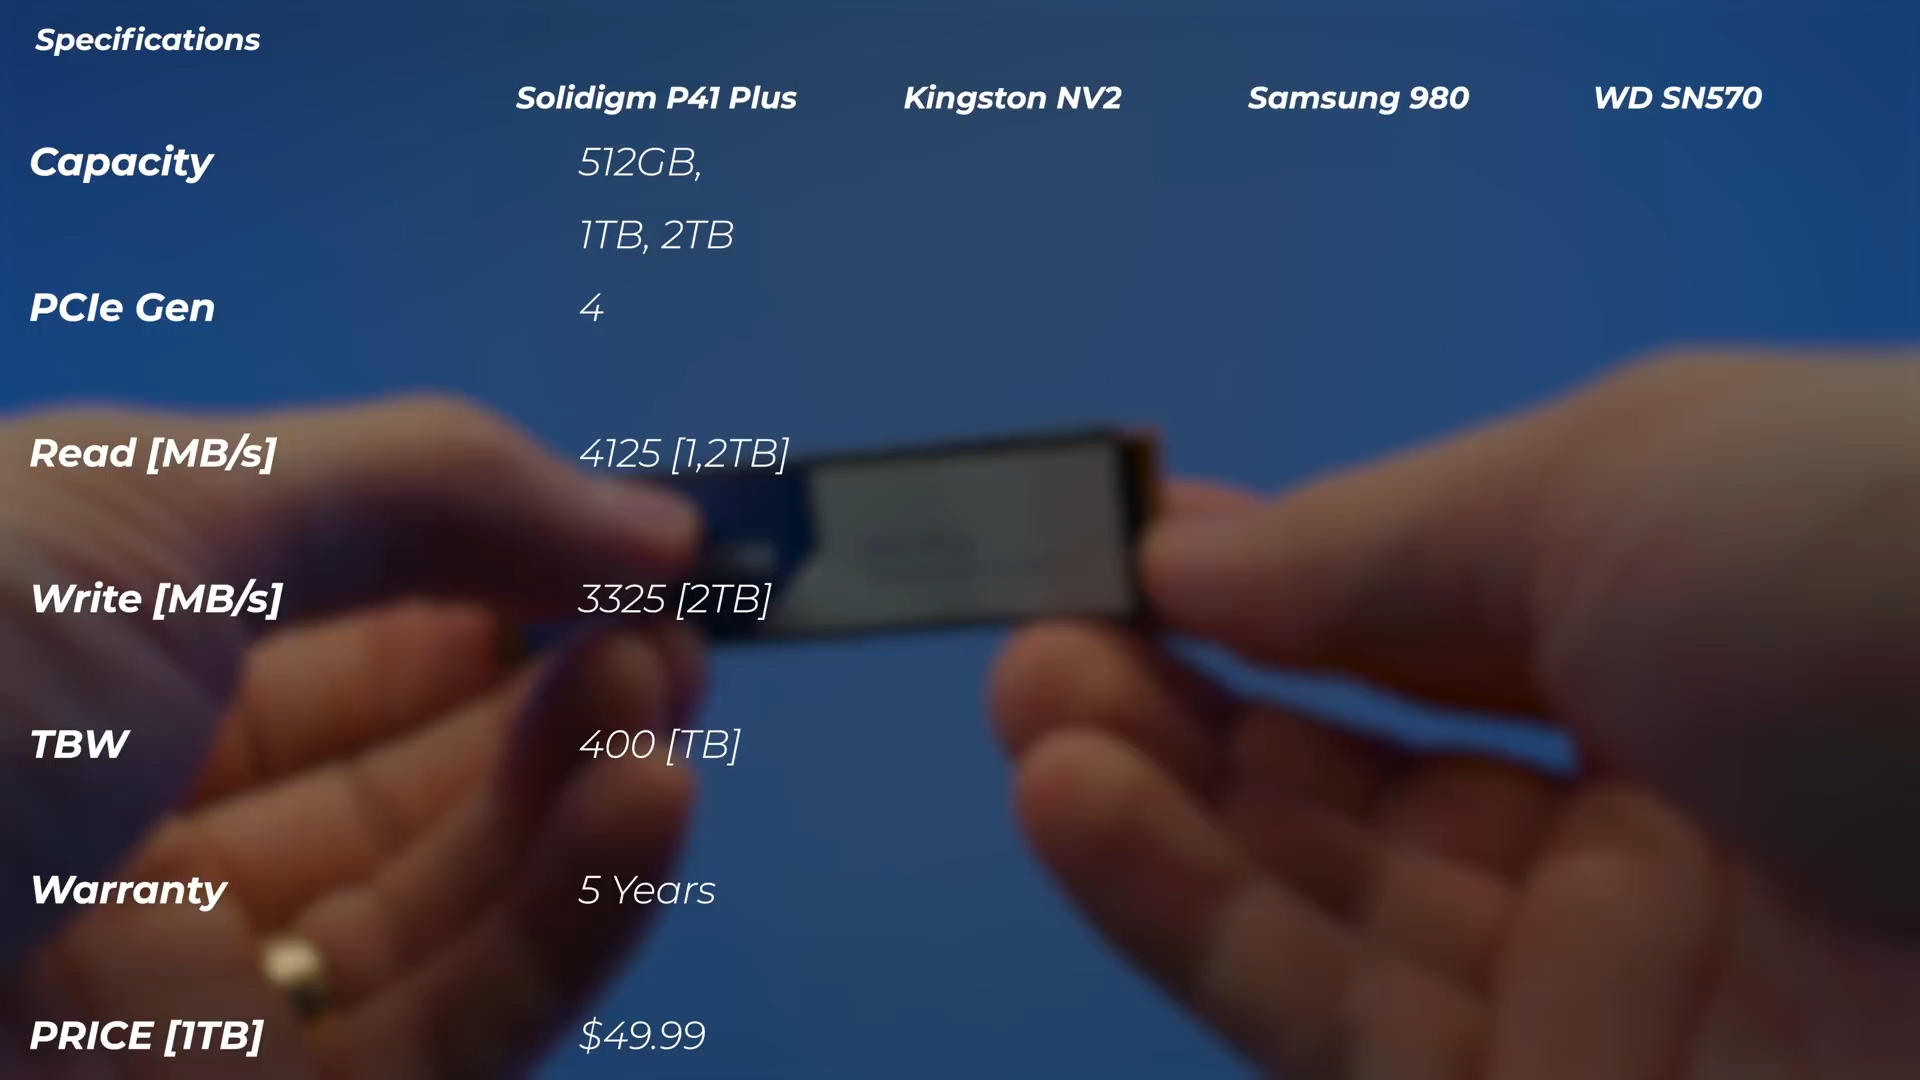 Specifications
Solidigm P41 Plus Kingston NV2 Samsung 980 WD SN570
Capacity 512GB,
1TB, 2TB
PCIe Gen 4
Read [MB/s] 4125 [1,2TB]
Write [MB/s] 3325 [2TB]
TBW 400 [TB]
Warranty 5 Years
PRICE [1TB] $49.99